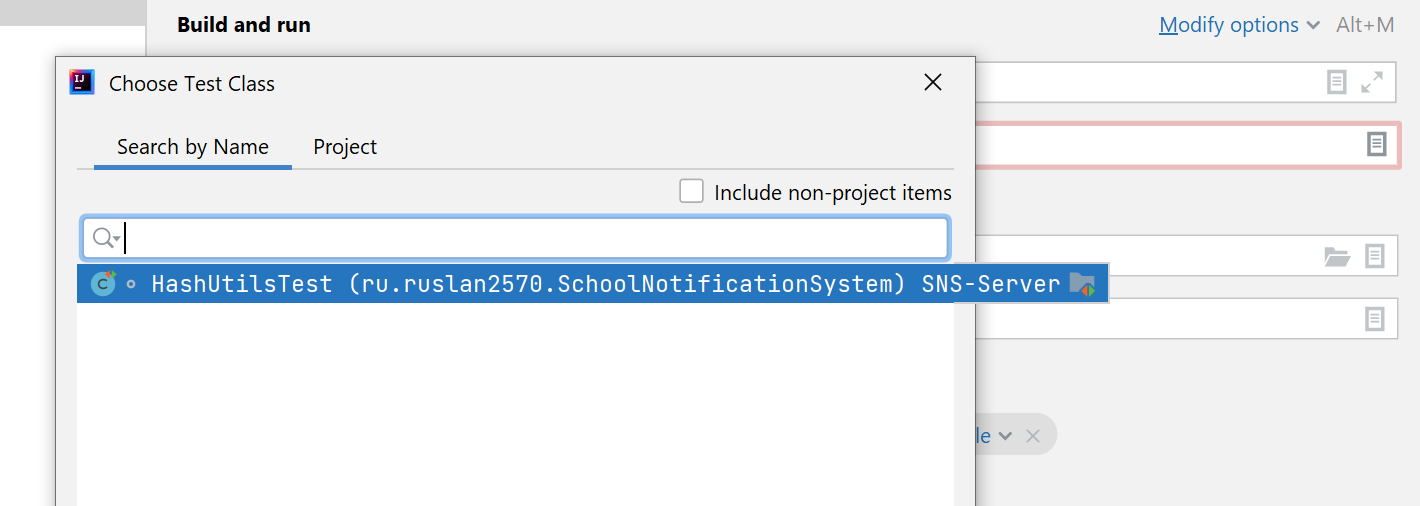 Build and run
Modify options Alt+M
IJ
Choose Test Class
Search by Name Project
Include non-project items
C HashUtilsTest (ru.ruslan2570.SchoolNotificationSystem) SNS-Server
le